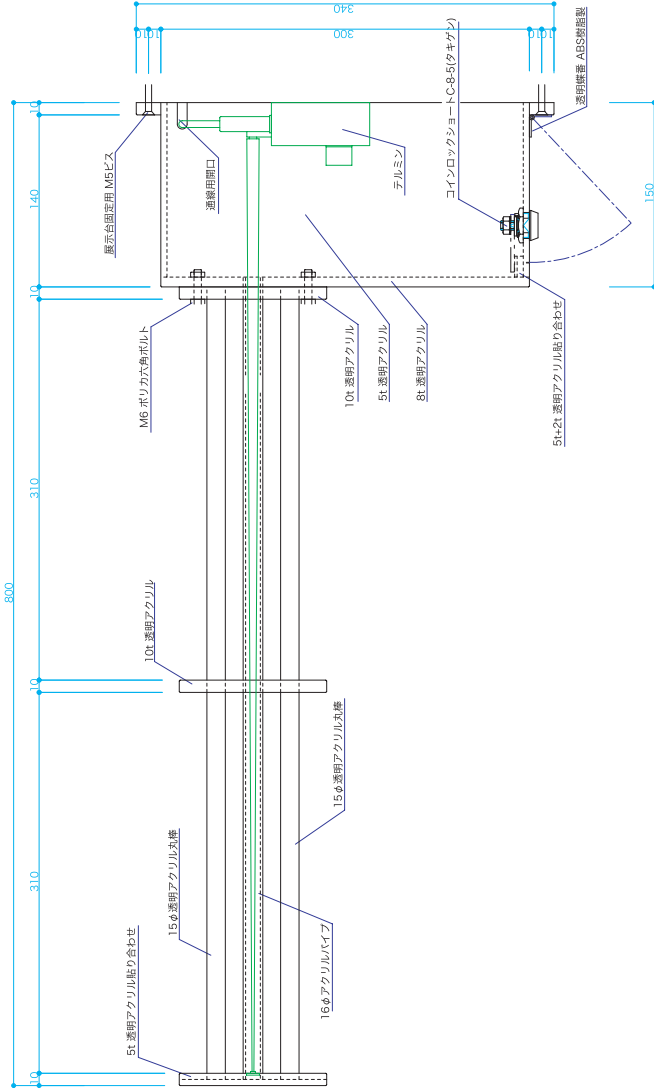 340
10
10
300
10
10
800
10
140
10
310
10
310
10
150
展示台固定用 M5ビス
通線用開口
テルミン
コインロックショートC-8-5(タキゲン)
透明蝶番 ABS樹脂製
M6 ポリカ六角ボルト
10t 透明アクリル
5t 透明アクリル
8t 透明アクリル
5t+2t 透明アクリル貼り合わせ
10t 透明アクリル
15φ透明アクリル丸棒
15φ透明アクリル丸棒
16φアクリルパイプ
5t 透明アクリル貼り合わせ